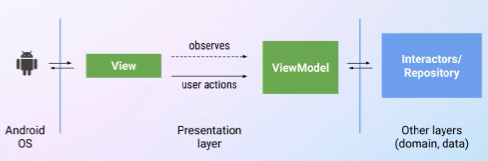 observes
View
user actions
ViewModel
Interactors/
Repository
Android
OS
Presentation
layer
Other layers
(domain, data)